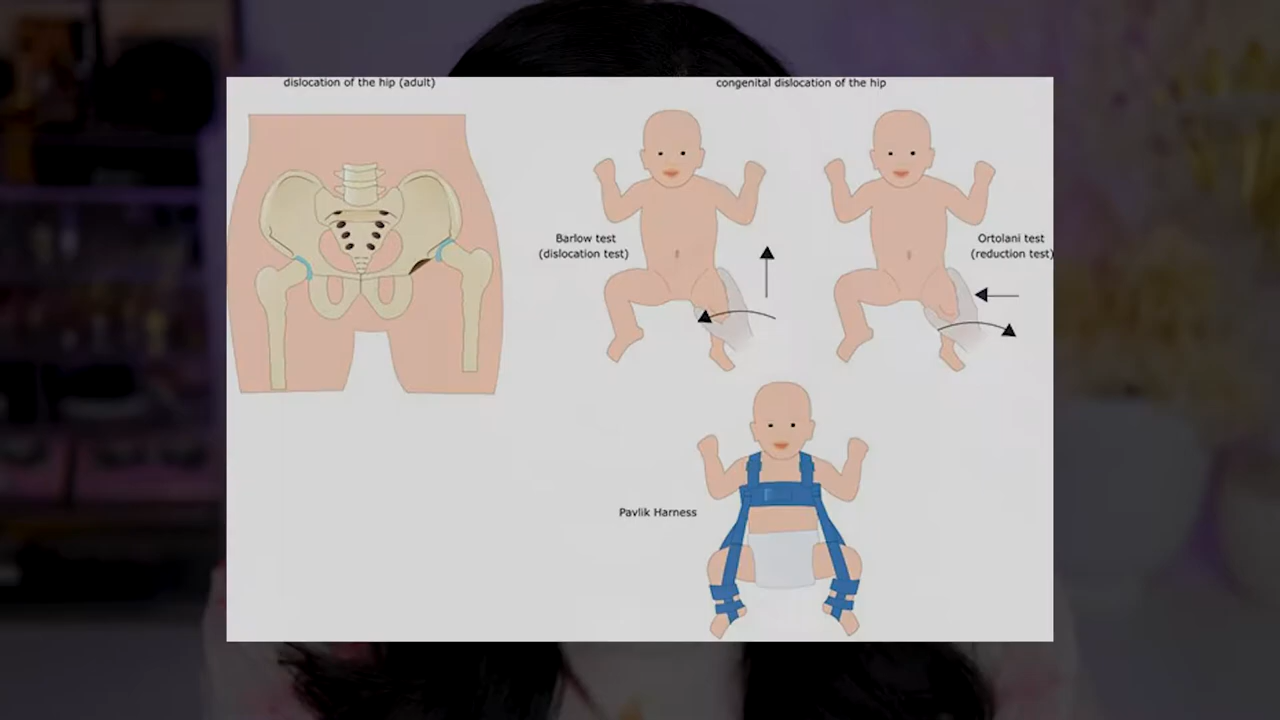 dislocation of the hip (adult)
congenital dislocation of the hip
Barlow test
(dislocation test)
Ortolani test
(reduction test)
Pavlik Harness